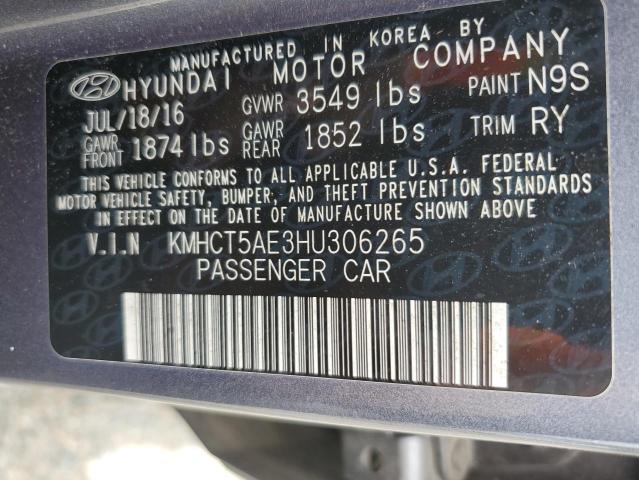 MANUFACTURED IN KOREA BY
HYUNDAI MOTOR COMPANY
JUL/18/16 GVWR 3549 lbs PAINT N9S
GAWR FRONT 1874 lbs GAWR REAR 1852 lbs TRIM RY
THIS VEHICLE CONFORMS TO ALL APPLICABLE U.S.A. FEDERAL
MOTOR VEHICLE SAFETY, BUMPER, AND THEFT PREVENTION STANDARDS
IN EFFECT ON THE DATE OF MANUFACTURE SHOWN ABOVE
V.I.N KMHCT5AE3HU306265
PASSENGER CAR